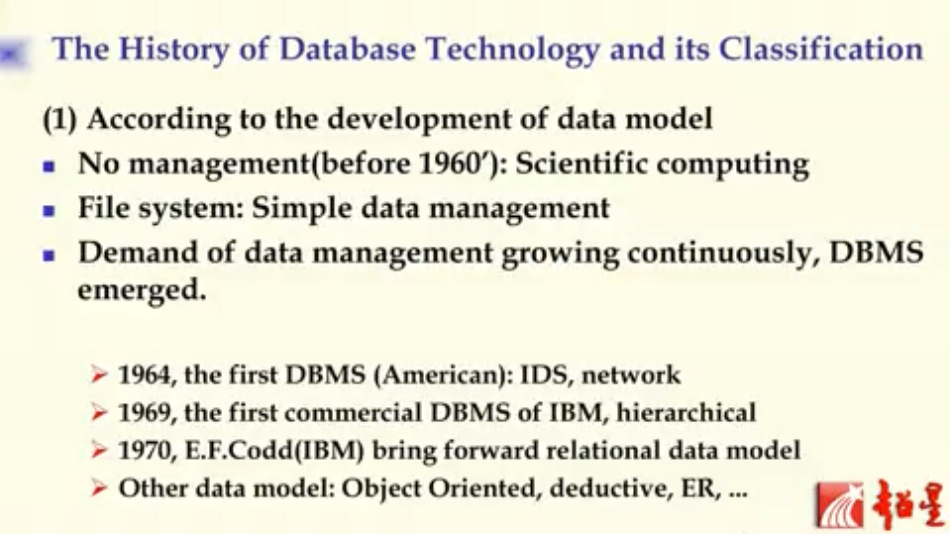 The History of Database Technology and its Classification
(1) According to the development of data model
No management(before 1960′): Scientific computing
File system: Simple data management
Demand of data management growing continuously, DBMS
emerged.
1964, the first DBMS (American): IDS, network
1969, the first commercial DBMS of IBM, hierarchical
1970, E.F.Codd(IBM) bring forward relational data model
Other data model: Object Oriented, deductive, ER, ...